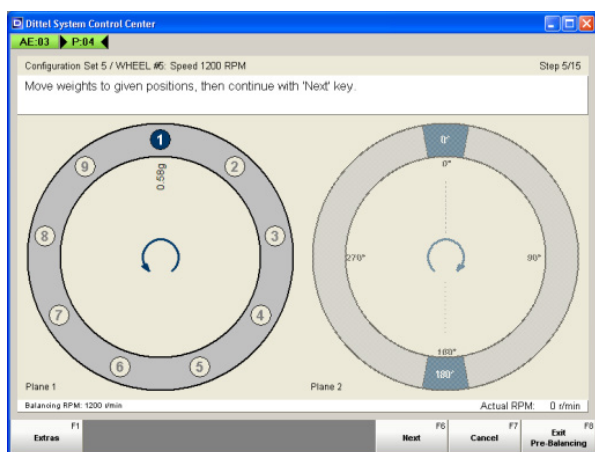 Dittel System Control Center
AE:03 P:04
Configuration Set 5 / WHEEL #5: Speed 1200 RPM Step 5/15
Move weights to given positions, then continue with 'Next' key.
1
2
3
4
5
6
7
8
9
0.58g
Plane 1
0°
0°
90°
270°
180°
180°
Plane 2
Balancing RPM: 1200 r/min Actual RPM: 0 r/min
F1 F6 F7 F8
Extras Next Cancel Exit
Pre-Balancing